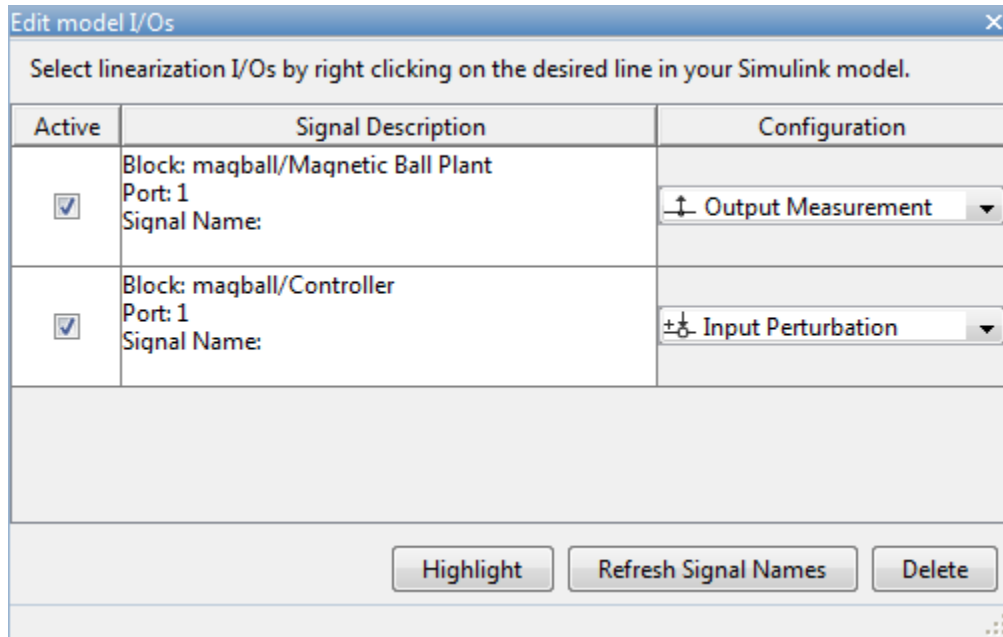 Edit model I/Os
Select linearization I/Os by right clicking on the desired line in your Simulink model.
Active Signal Description Configuration
Block: magball/Magnetic Ball Plant
Port: 1
Signal Name:
Output Measurement
Block: magball/Controller
Port: 1
Signal Name:
Input Perturbation
Highlight Refresh Signal Names Delete